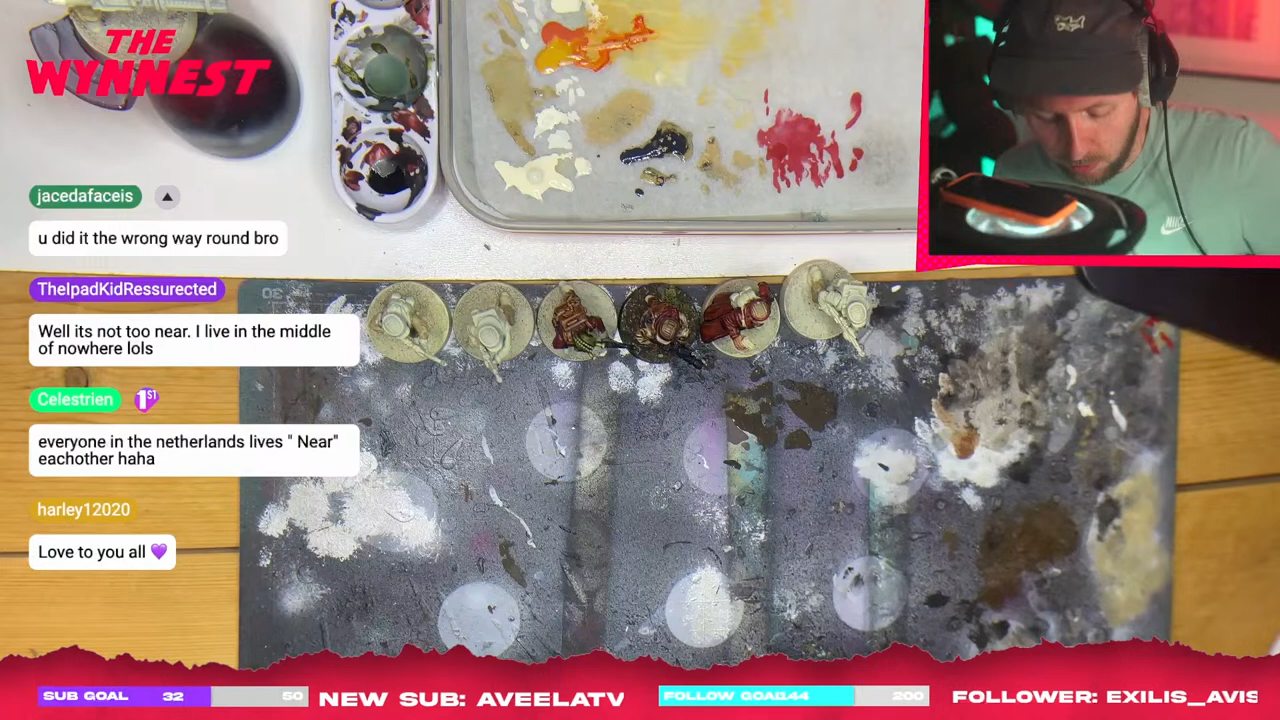 THE
WYNNEST
jacedafaceis
u did it the wrong way round bro
TheIpadKidRessurected
Well its not too near. I live in the middle
of nowhere lols
Celestrien 1ST
everyone in the netherlands lives " Near"
eachother haha
harley12020
Love to you all 💜
NIKE
SUB GOAL 32 50 NEW SUB: AVEELATV FOLLOW GOAL 144 200 FOLLOWER: EXILIS_AVIS